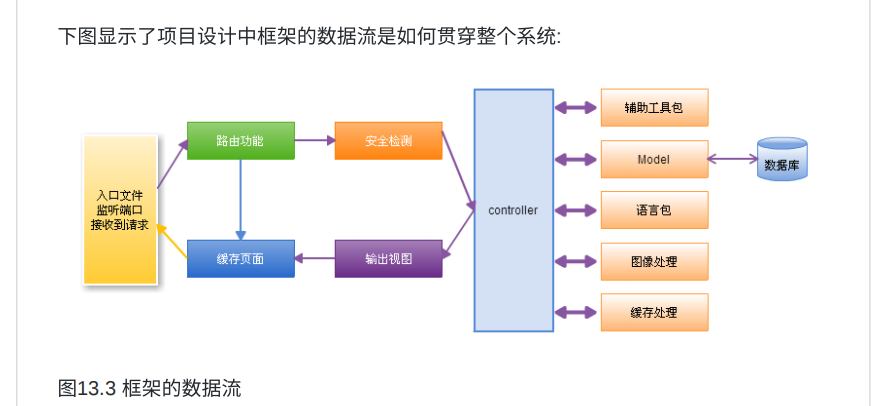 下图显示了项目设计中框架的数据流是如何贯穿整个系统:
入口文件
监听端口
接收到请求
路由功能
安全检测
缓存页面
输出视图
controller
辅助工具包
Model
语言包
图像处理
缓存处理
数据库
图13.3 框架的数据流